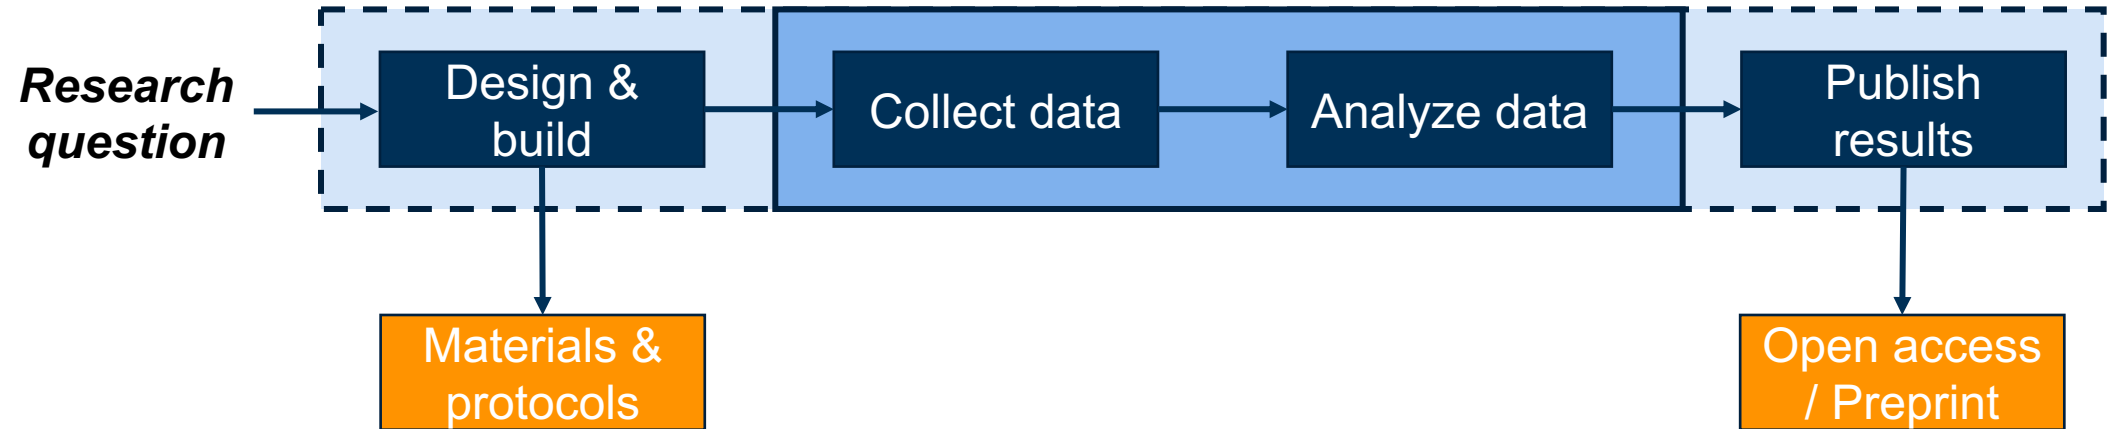 Research
question
Design &
build
Collect data
Analyze data
Publish
results
Materials &
protocols
Open access
/ Preprint